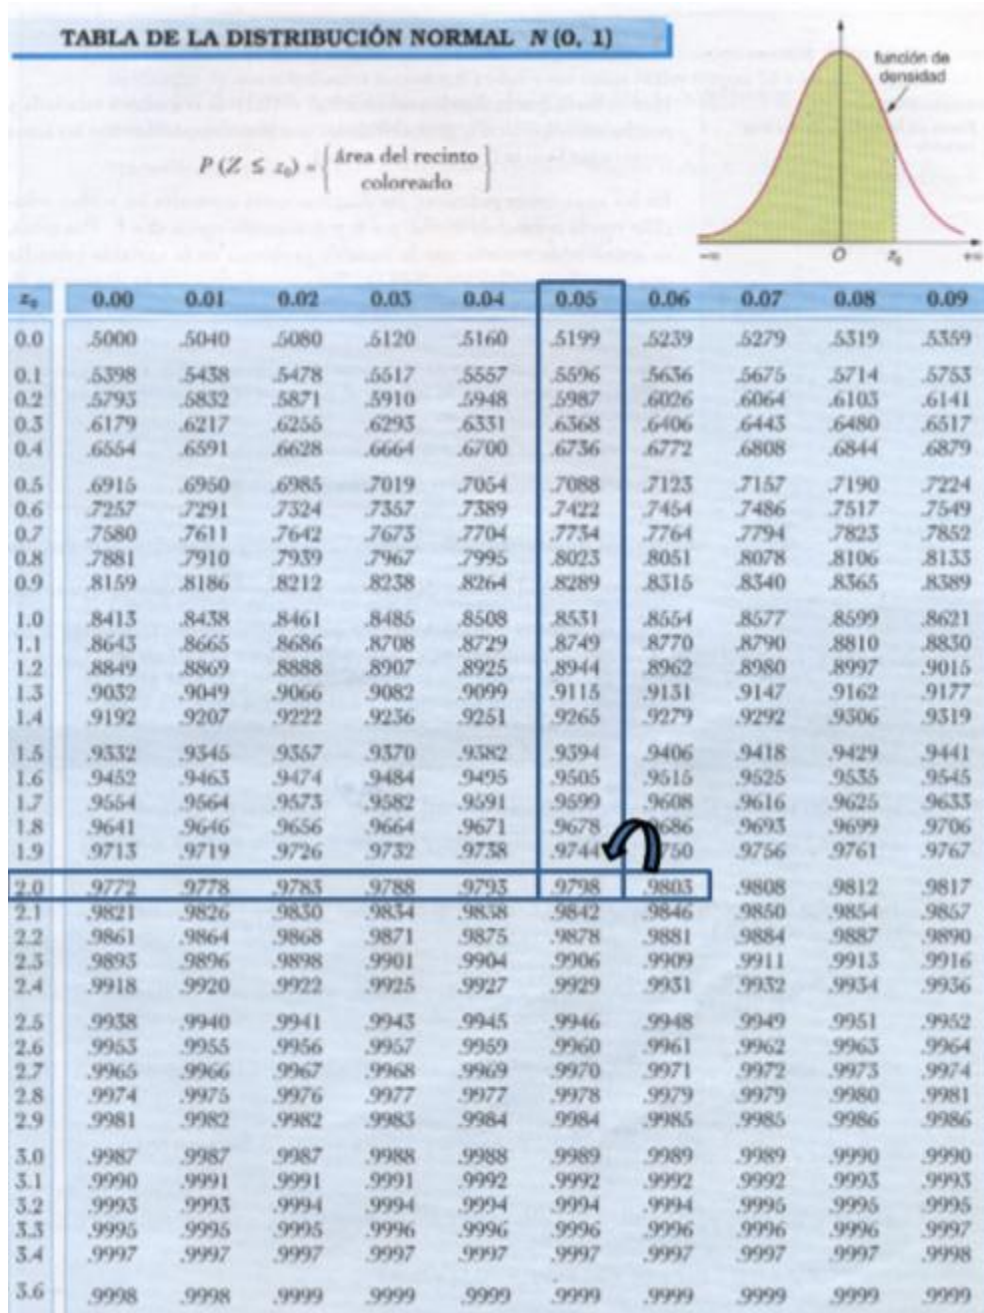 TABLA DE LA DISTRIBUCIÓN NORMAL N (0, 1)
función de
densidad
P (Z ≤ z₀) = { área del recinto
coloreado }
−∞ O z₀ +∞
z₀ 0.00 0.01 0.02 0.03 0.04 0.05 0.06 0.07 0.08 0.09
0.0 .5000 .5040 .5080 .5120 .5160 .5199 .5239 .5279 .5319 .5359
0.1 .5398 .5438 .5478 .5517 .5557 .5596 .5636 .5675 .5714 .5753
0.2 .5793 .5832 .5871 .5910 .5948 .5987 .6026 .6064 .6103 .6141
0.3 .6179 .6217 .6255 .6293 .6331 .6368 .6406 .6443 .6480 .6517
0.4 .6554 .6591 .6628 .6664 .6700 .6736 .6772 .6808 .6844 .6879
0.5 .6915 .6950 .6985 .7019 .7054 .7088 .7123 .7157 .7190 .7224
0.6 .7257 .7291 .7324 .7357 .7389 .7422 .7454 .7486 .7517 .7549
0.7 .7580 .7611 .7642 .7673 .7704 .7734 .7764 .7794 .7823 .7852
0.8 .7881 .7910 .7939 .7967 .7995 .8023 .8051 .8078 .8106 .8133
0.9 .8159 .8186 .8212 .8238 .8264 .8289 .8315 .8340 .8365 .8389
1.0 .8413 .8438 .8461 .8485 .8508 .8531 .8554 .8577 .8599 .8621
1.1 .8643 .8665 .8686 .8708 .8729 .8749 .8770 .8790 .8810 .8830
1.2 .8849 .8869 .8888 .8907 .8925 .8944 .8962 .8980 .8997 .9015
1.3 .9032 .9049 .9066 .9082 .9099 .9115 .9131 .9147 .9162 .9177
1.4 .9192 .9207 .9222 .9236 .9251 .9265 .9279 .9292 .9306 .9319
1.5 .9332 .9345 .9357 .9370 .9382 .9394 .9406 .9418 .9429 .9441
1.6 .9452 .9463 .9474 .9484 .9495 .9505 .9515 .9525 .9535 .9545
1.7 .9554 .9564 .9573 .9582 .9591 .9599 .9608 .9616 .9625 .9633
1.8 .9641 .9646 .9656 .9664 .9671 .9678 686 .9693 .9699 .9706
1.9 .9713 .9719 .9726 .9732 .9738 .9744 750 .9756 .9761 .9767
2.0 .9772 .9778 .9783 .9788 .9793 .9798 .9803 .9808 .9812 .9817
2.1 .9821 .9826 .9830 .9834 .9838 .9842 .9846 .9850 .9854 .9857
2.2 .9861 .9864 .9868 .9871 .9875 .9878 .9881 .9884 .9887 .9890
2.3 .9893 .9896 .9898 .9901 .9904 .9906 .9909 .9911 .9913 .9916
2.4 .9918 .9920 .9922 .9925 .9927 .9929 .9931 .9932 .9934 .9936
2.5 .9938 .9940 .9941 .9943 .9945 .9946 .9948 .9949 .9951 .9952
2.6 .9953 .9955 .9956 .9957 .9959 .9960 .9961 .9962 .9963 .9964
2.7 .9965 .9966 .9967 .9968 .9969 .9970 .9971 .9972 .9973 .9974
2.8 .9974 .9975 .9976 .9977 .9977 .9978 .9979 .9979 .9980 .9981
2.9 .9981 .9982 .9982 .9983 .9984 .9984 .9985 .9985 .9986 .9986
3.0 .9987 .9987 .9987 .9988 .9988 .9989 .9989 .9989 .9990 .9990
3.1 .9990 .9991 .9991 .9991 .9992 .9992 .9992 .9992 .9993 .9993
3.2 .9993 .9993 .9994 .9994 .9994 .9994 .9994 .9995 .9995 .9995
3.3 .9995 .9995 .9995 .9996 .9996 .9996 .9996 .9996 .9996 .9997
3.4 .9997 .9997 .9997 .9997 .9997 .9997 .9997 .9997 .9997 .9998
3.6 .9998 .9998 .9999 .9999 .9999 .9999 .9999 .9999 .9999 .9999